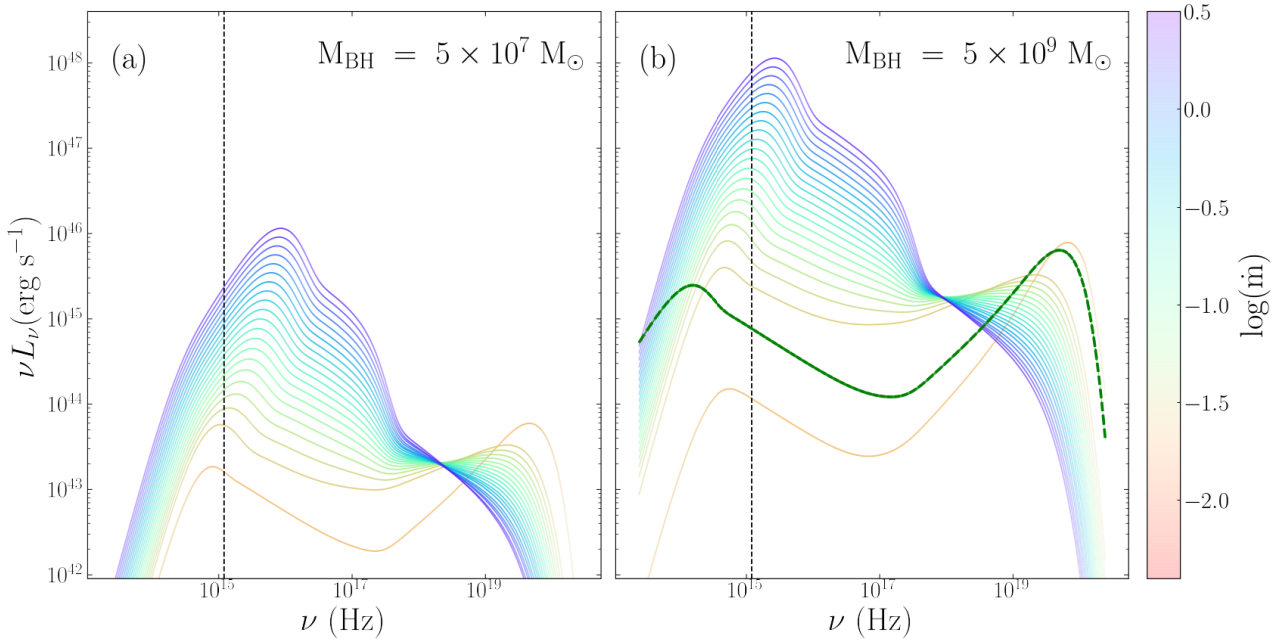 (a) M_BH = 5 × 10^7 M_⊙
(b) M_BH = 5 × 10^9 M_⊙
10^48
10^47
10^46
10^45
10^44
10^43
10^42
νL_ν(erg s^−1)
10^15 10^17 10^19
10^15 10^17 10^19
ν (Hz)
ν (Hz)
0.5
0.0
−0.5
−1.0
−1.5
−2.0
log(ṁ)